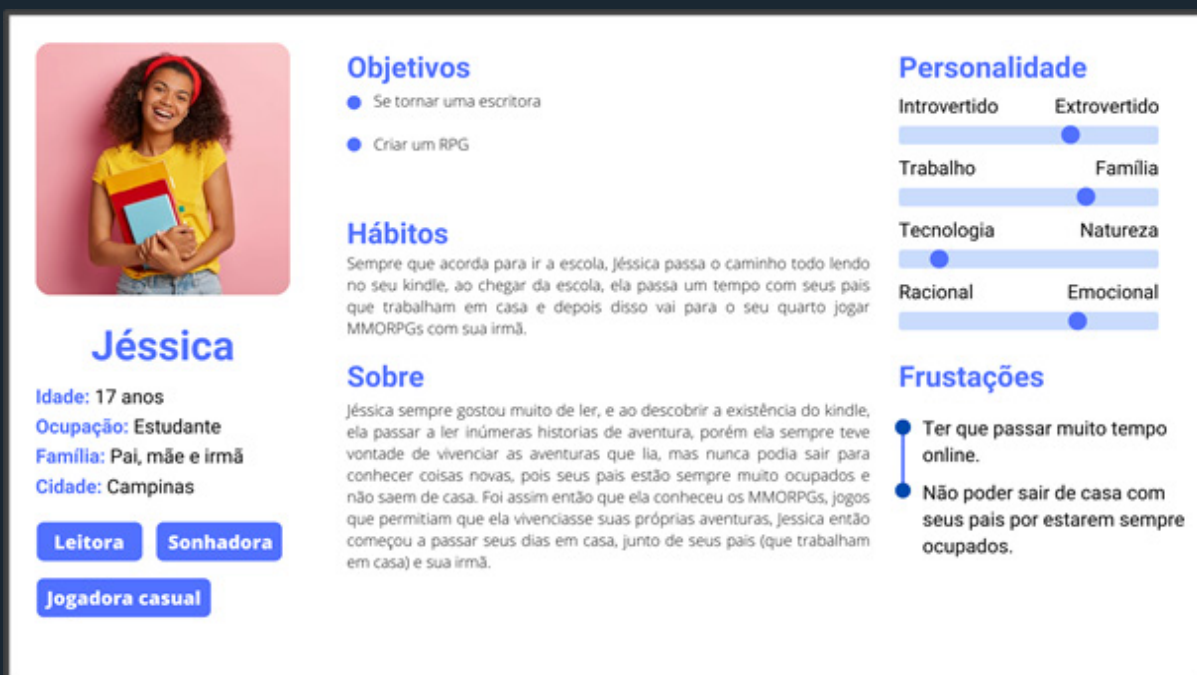 Jéssica
Idade: 17 anos
Ocupação: Estudante
Família: Pai, mãe e irmã
Cidade: Campinas
Leitora
Sonhadora
Jogadora casual
Objetivos
Se tornar uma escritora
Criar um RPG
Hábitos
Sempre que acorda para ir a escola, Jéssica passa o caminho todo lendo
no seu kindle, ao chegar da escola, ela passa um tempo com seus pais
que trabalham em casa e depois disso vai para o seu quarto jogar
MMORPGs com sua irmã.
Sobre
Jéssica sempre gostou muito de ler, e ao descobrir a existência do kindle,
ela passar a ler inúmeras historias de aventura, porém ela sempre teve
vontade de vivenciar as aventuras que lia, mas nunca podia sair para
conhecer coisas novas, pois seus pais estão sempre muito ocupados e
não saem de casa. Foi assim então que ela conheceu os MMORPGs, jogos
que permitiam que ela vivenciasse suas próprias aventuras, Jessica então
começou a passar seus dias em casa, junto de seus pais (que trabalham
em casa) e sua irmã.
Personalidade
Introvertido Extrovertido
Trabalho Família
Tecnologia Natureza
Racional Emocional
Frustações
Ter que passar muito tempo
online.
Não poder sair de casa com
seus pais por estarem sempre
ocupados.